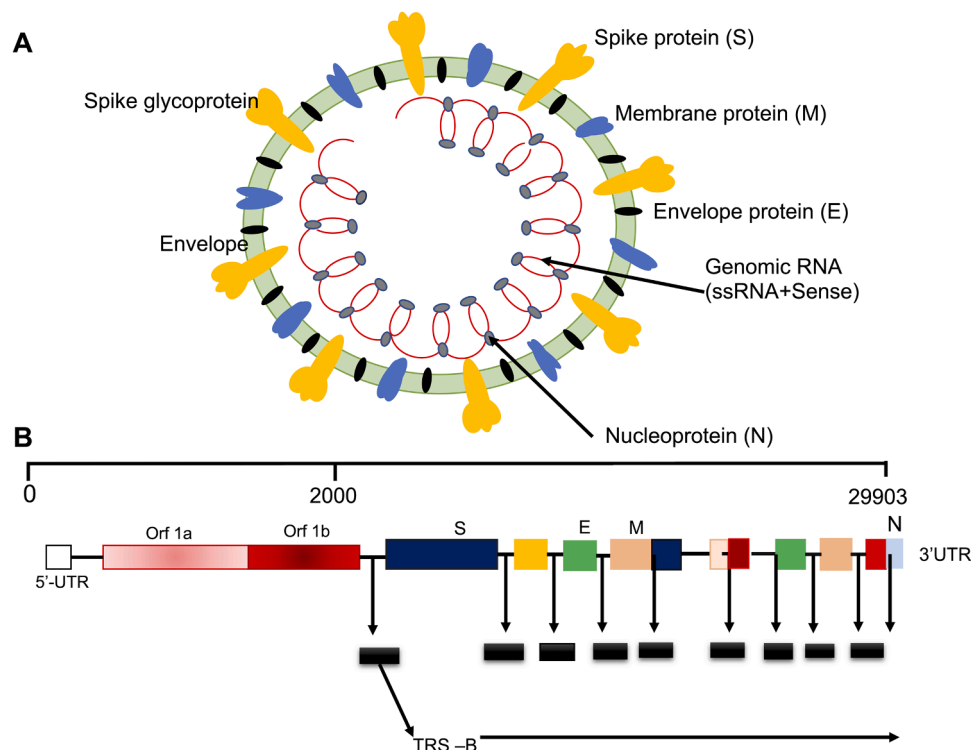 A
Spike protein (S)
Spike glycoprotein
Membrane protein (M)
Envelope protein (E)
Envelope
Genomic RNA
(ssRNA+Sense)
Nucleoprotein (N)
B
0
2000
29903
Orf 1a
Orf 1b
S
E
M
N
5'-UTR
3'UTR
TRS –B